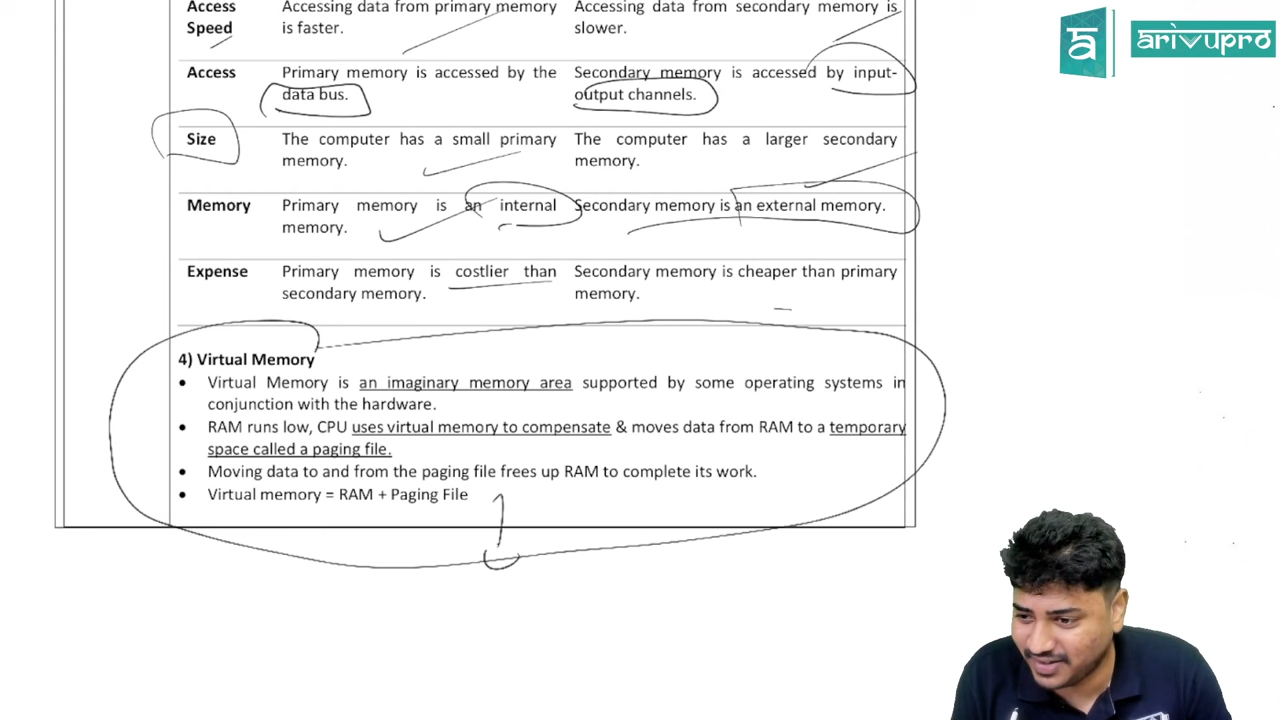 Access Accessing data from primary memory Accessing data from secondary memory is
Speed is faster. slower.
Access Primary memory is accessed by the Secondary memory is accessed by input-
data bus. output channels.
Size The computer has a small primary The computer has a larger secondary
memory. memory.
Memory Primary memory is an internal Secondary memory is an external memory.
memory.
Expense Primary memory is costlier than Secondary memory is cheaper than primary
secondary memory. memory.
4) Virtual Memory
• Virtual Memory is an imaginary memory area supported by some operating systems in
conjunction with the hardware.
• RAM runs low, CPU uses virtual memory to compensate & moves data from RAM to a temporary
space called a paging file.
• Moving data to and from the paging file frees up RAM to complete its work.
• Virtual memory = RAM + Paging File
ā arivupro